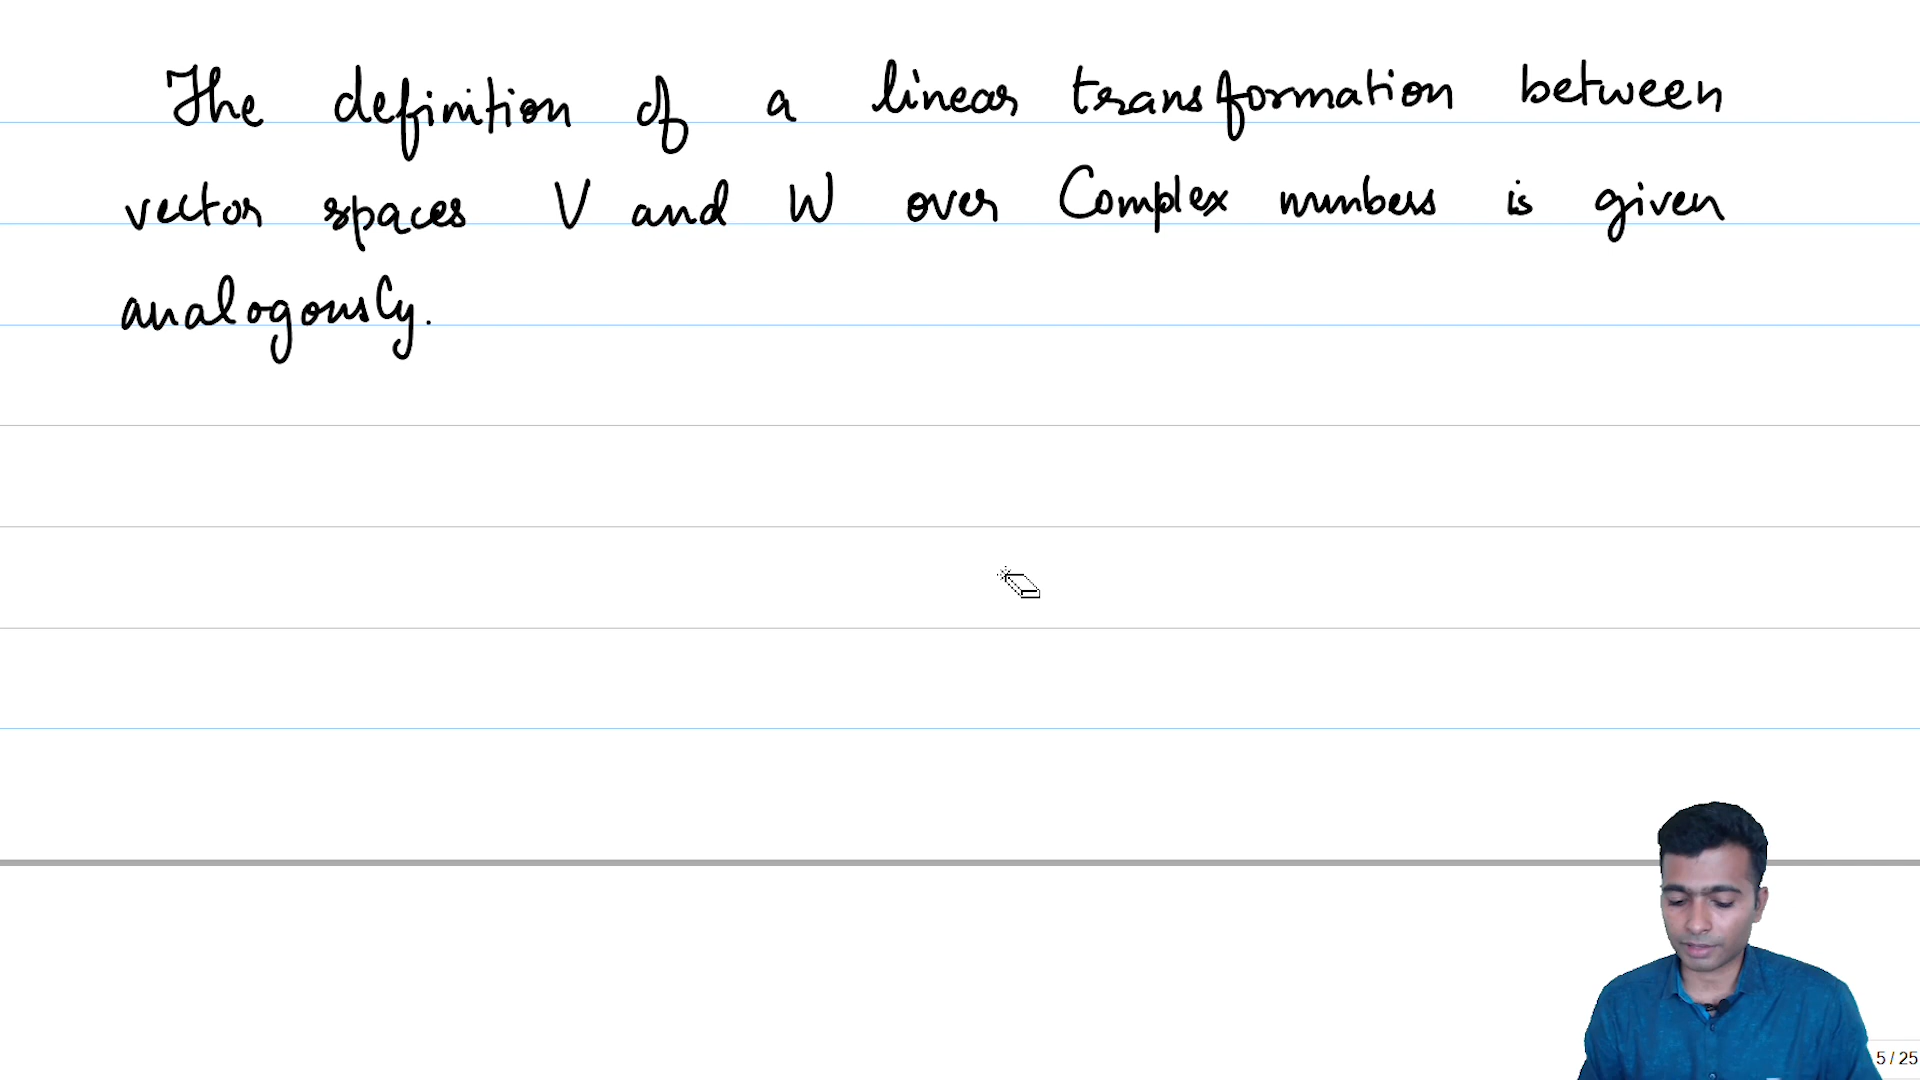 The definition of a linear transformation between
vector spaces V and W over Complex numbers is given
analogously.
5 / 25